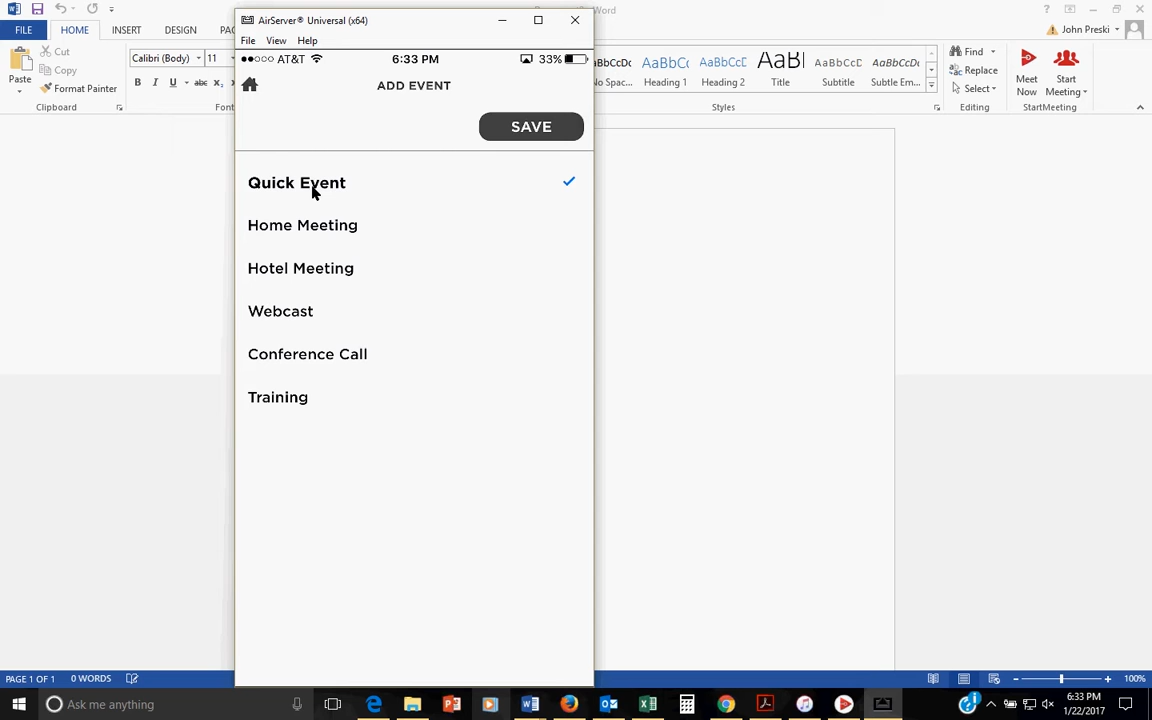 AirServer® Universal (x64)
Word
File View Help
●●○○○ AT&T 6:33 PM 33%
ADD EVENT
SAVE
Quick Event
Home Meeting
Hotel Meeting
Webcast
Conference Call
Training
FILE HOME INSERT DESIGN
John Preski
Cut
Copy
Format Painter
Paste
Clipboard
Calibri (Body) 11
B I U abc x
Font
AaBbCc AaBbCcD AaBI AaBbCcD AaBbCcDc
Heading 1 Heading 2 Title Subtitle Subtle Em...
Styles
Find
Replace
Select
Editing
Meet Now
Start Meeting
StartMeeting
PAGE 1 OF 1 0 WORDS
100%
Ask me anything
6:33 PM
1/22/2017